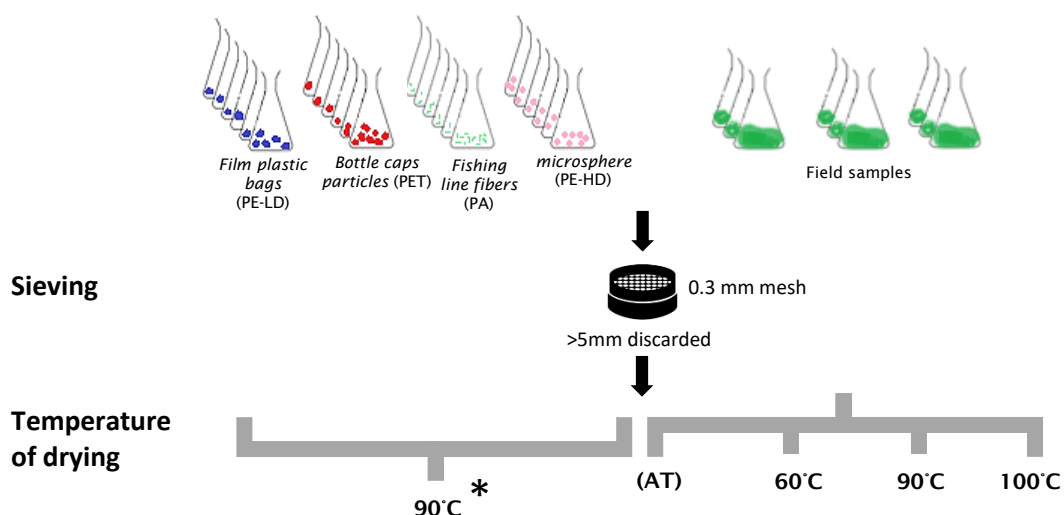 Film plastic
bags
(PE-LD)
Bottle caps
particles (PET)
Fishing
line fibers
(PA)
microsphere
(PE-HD)
Field samples
Sieving
0.3 mm mesh
>5mm discarded
Temperature
of drying
90°C *
(AT)
60°C
90°C
100°C